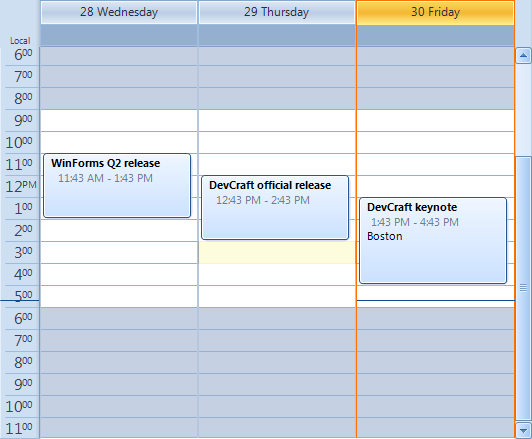 28 Wednesday
29 Thursday
30 Friday
Local
6 00
7 00
8 00
9 00
10 00
11 00
12 PM
1 00
2 00
3 00
4 00
5 00
6 00
7 00
8 00
9 00
10 00
11 00
WinForms Q2 release
11:43 AM - 1:43 PM
DevCraft official release
12:43 PM - 2:43 PM
DevCraft keynote
1:43 PM - 4:43 PM
Boston